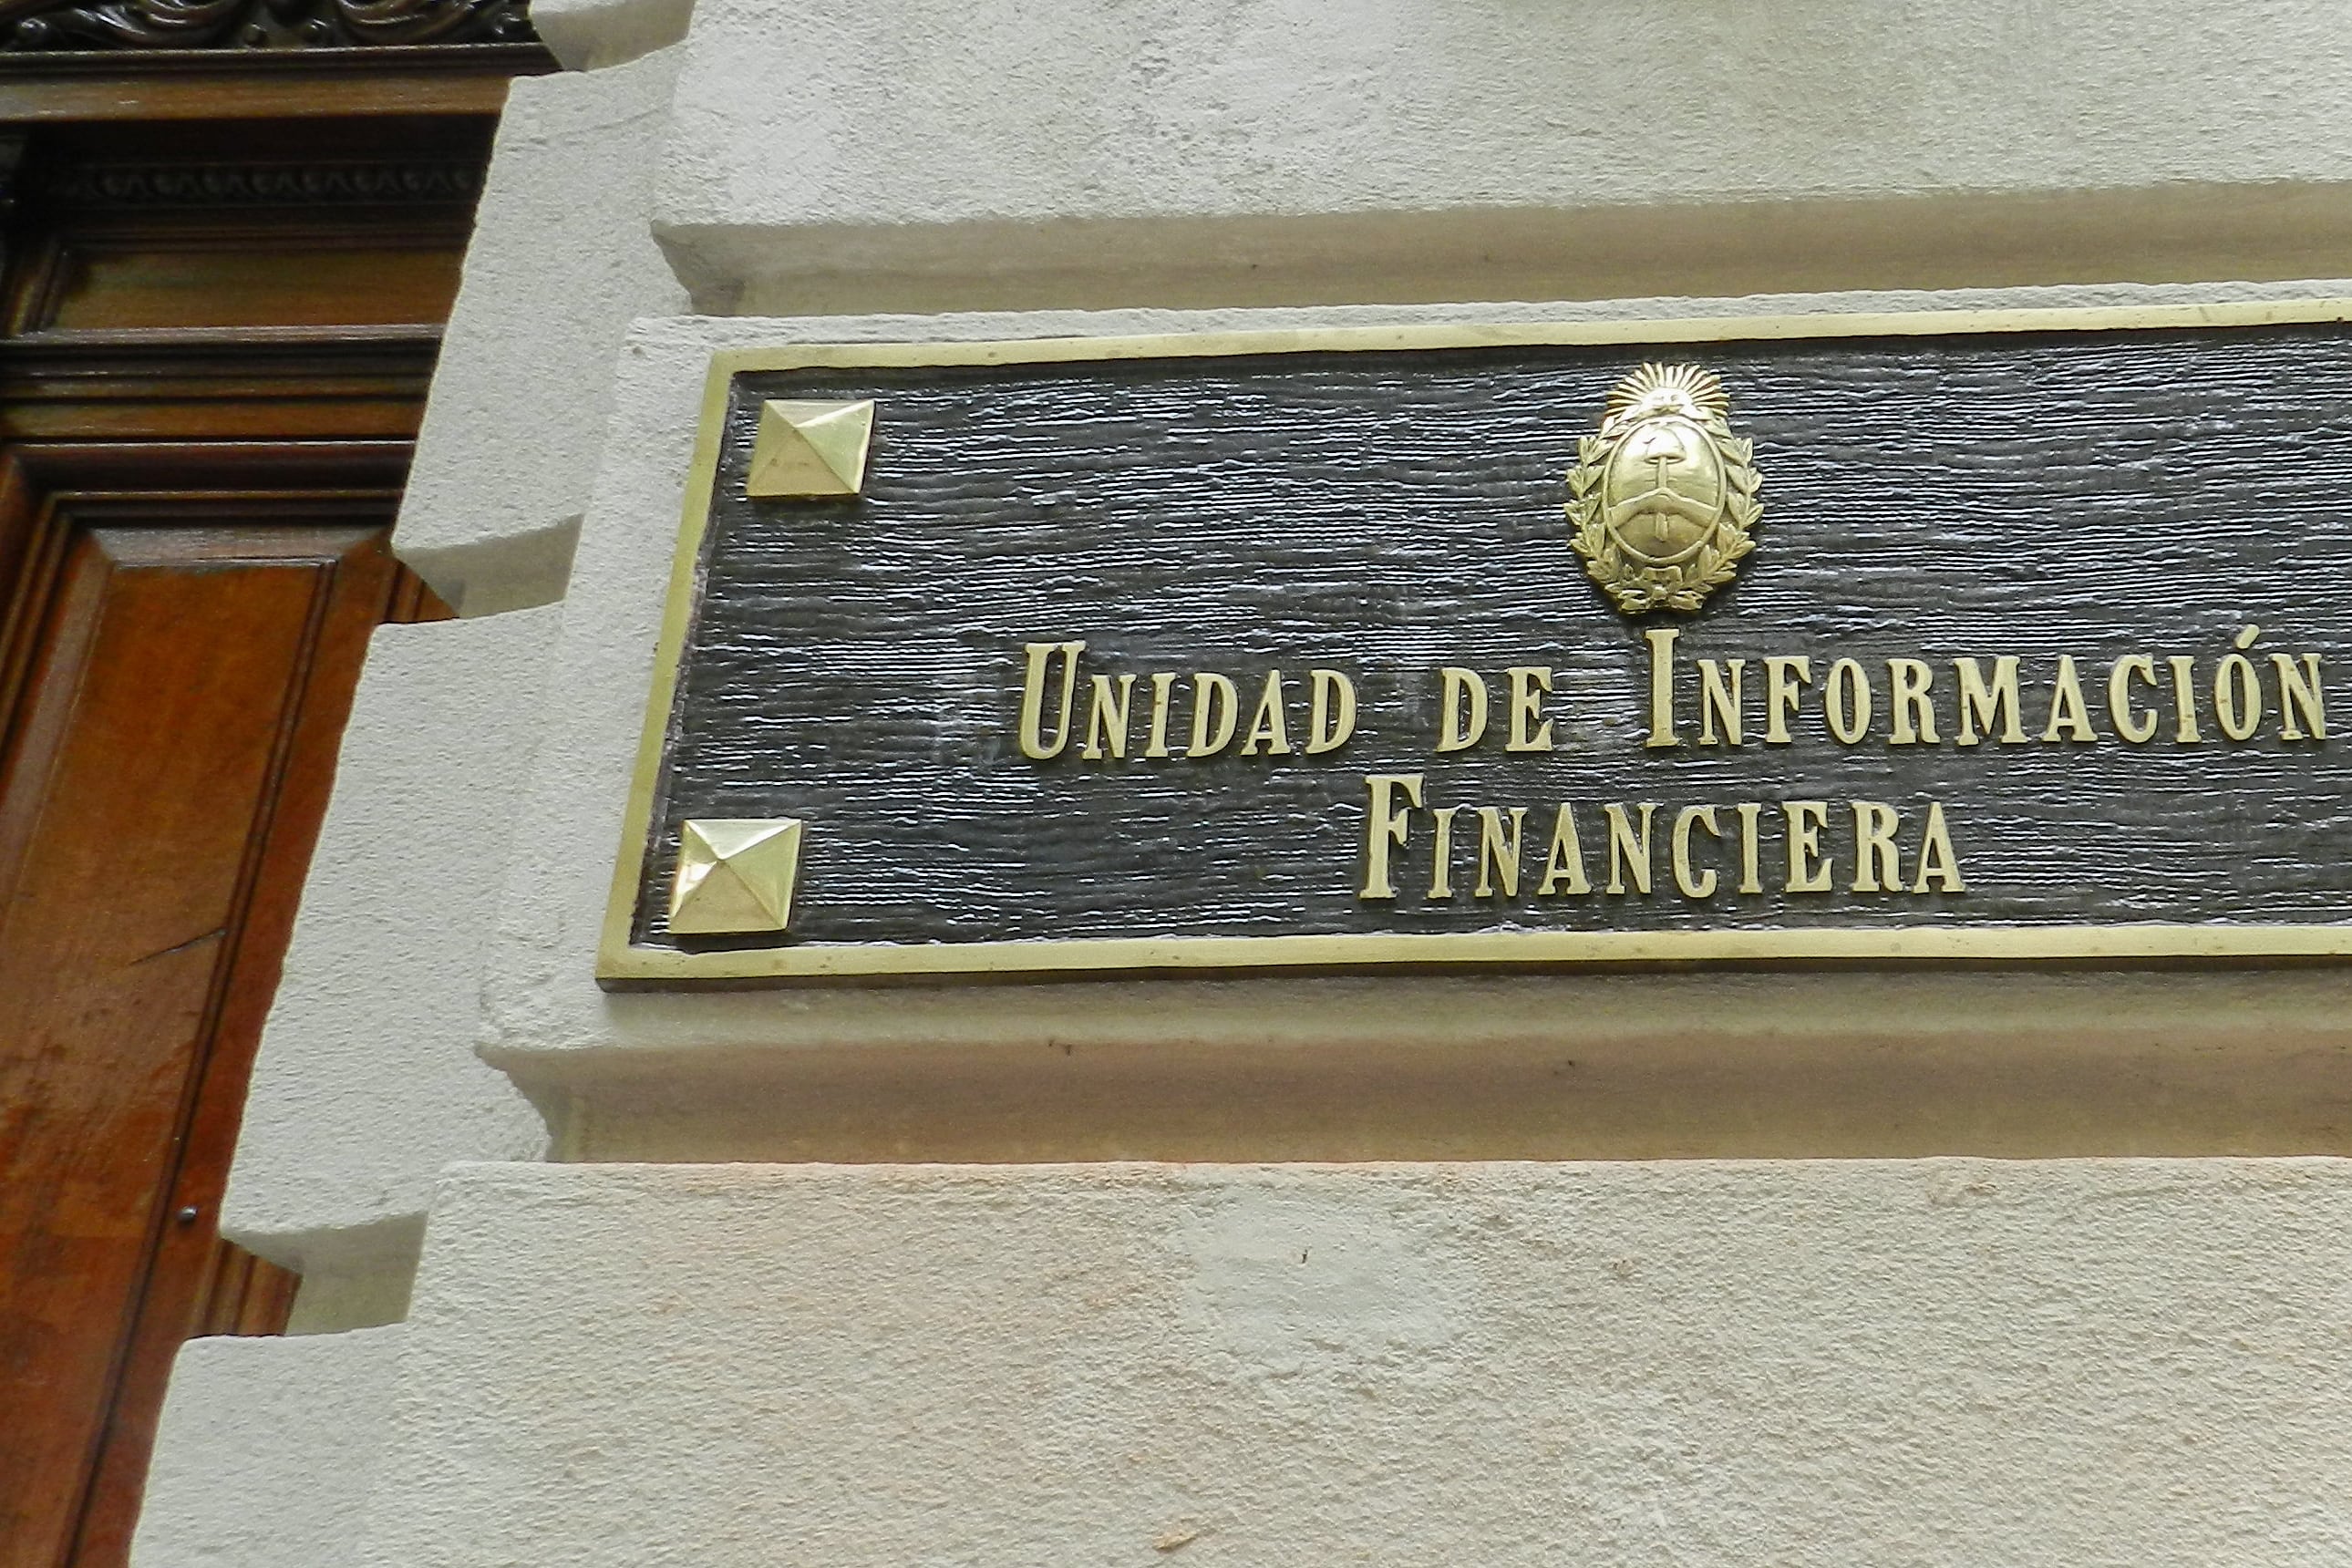 Unidad de Información
Financiera